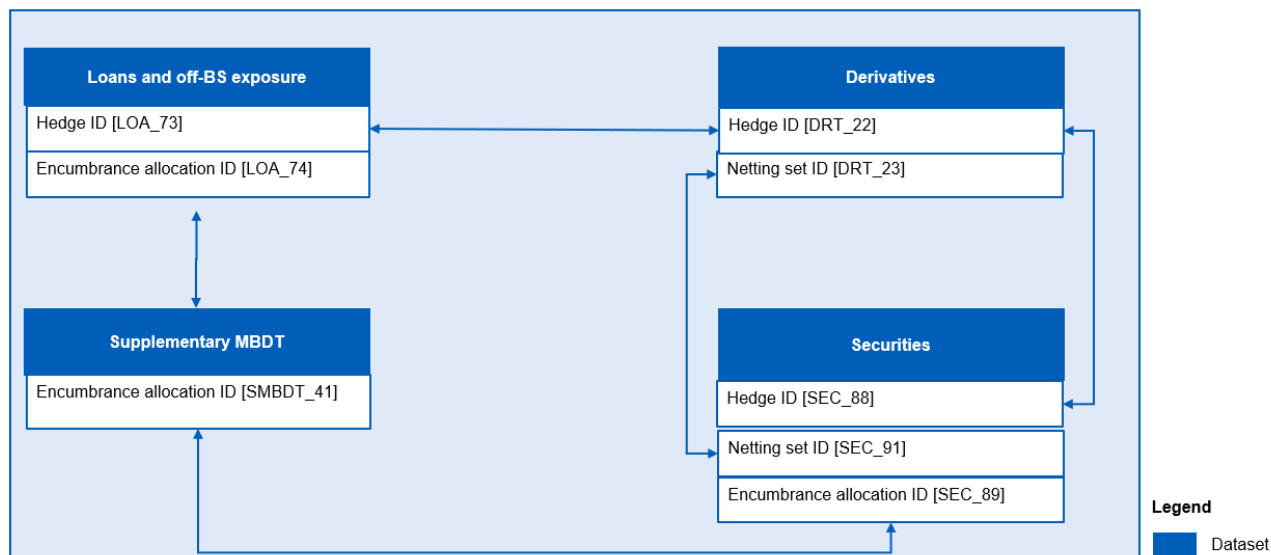 Loans and off-BS exposure
Hedge ID [LOA_73]
Encumbrance allocation ID [LOA_74]
Derivatives
Hedge ID [DRT_22]
Netting set ID [DRT_23]
Supplementary MBDT
Encumbrance allocation ID [SMBDT_41]
Securities
Hedge ID [SEC_88]
Netting set ID [SEC_91]
Encumbrance allocation ID [SEC_89]
Legend
Dataset